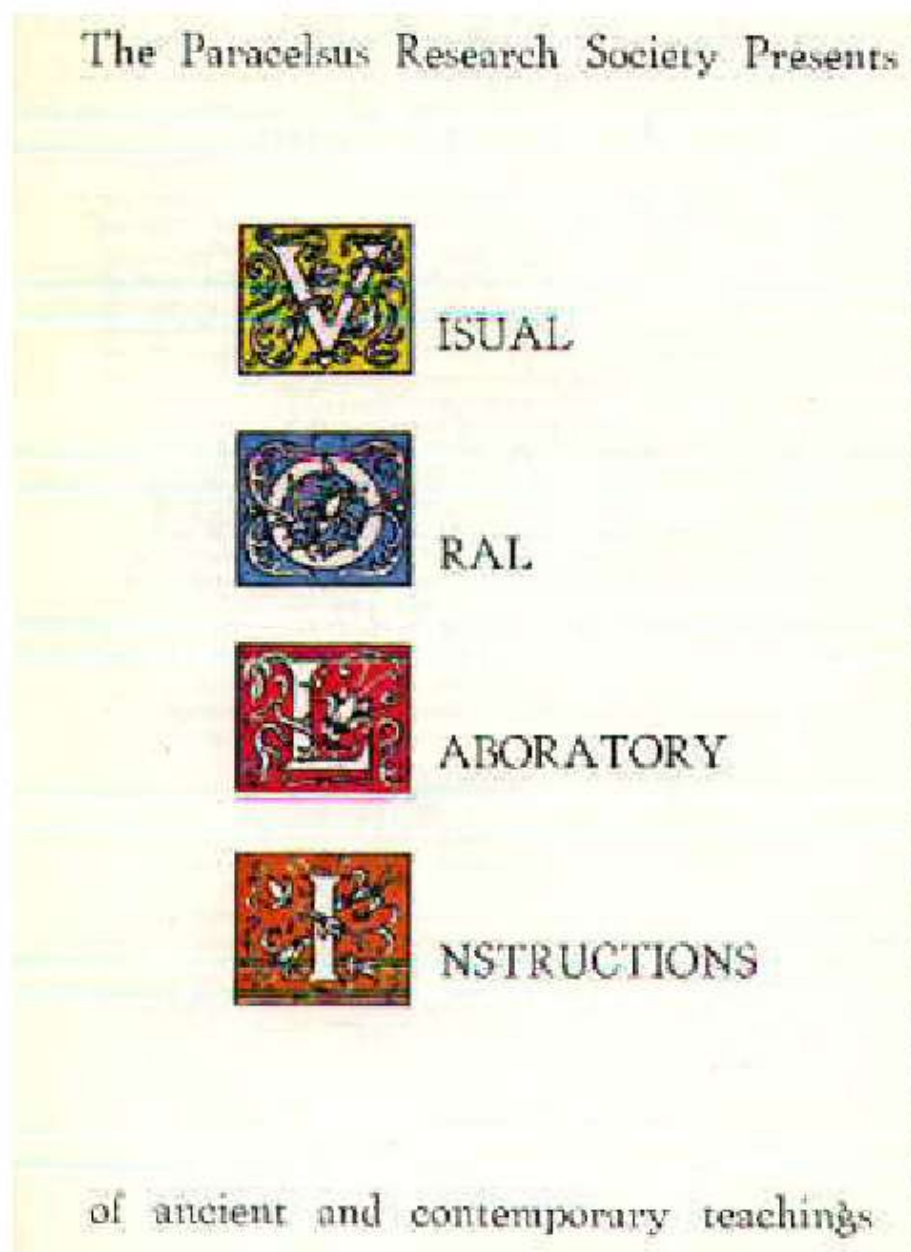 The Paracelsus Research Society Presents
VISUAL
ORAL
LABORATORY
INSTRUCTIONS
of ancient and contemporary teachings